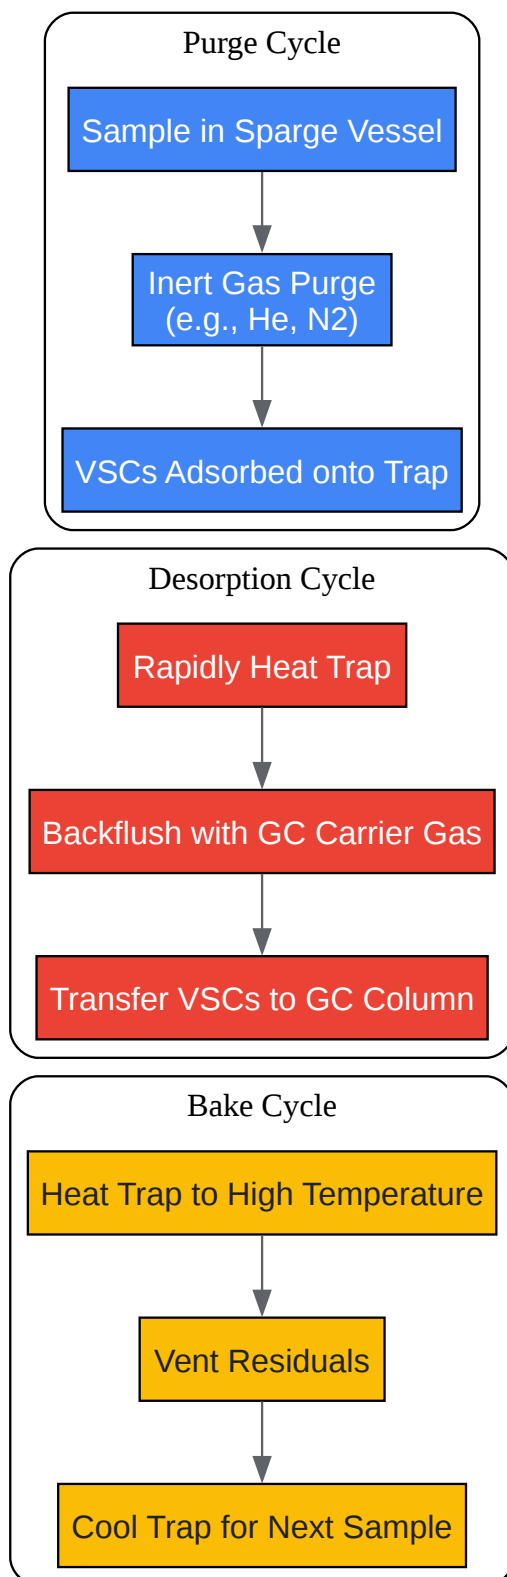 Purge Cycle
Sample in Sparge Vessel
Inert Gas Purge
(e.g., He, N2)
VSCs Adsorbed onto Trap
Desorption Cycle
Rapidly Heat Trap
Backflush with GC Carrier Gas
Transfer VSCs to GC Column
Bake Cycle
Heat Trap to High Temperature
Vent Residuals
Cool Trap for Next Sample